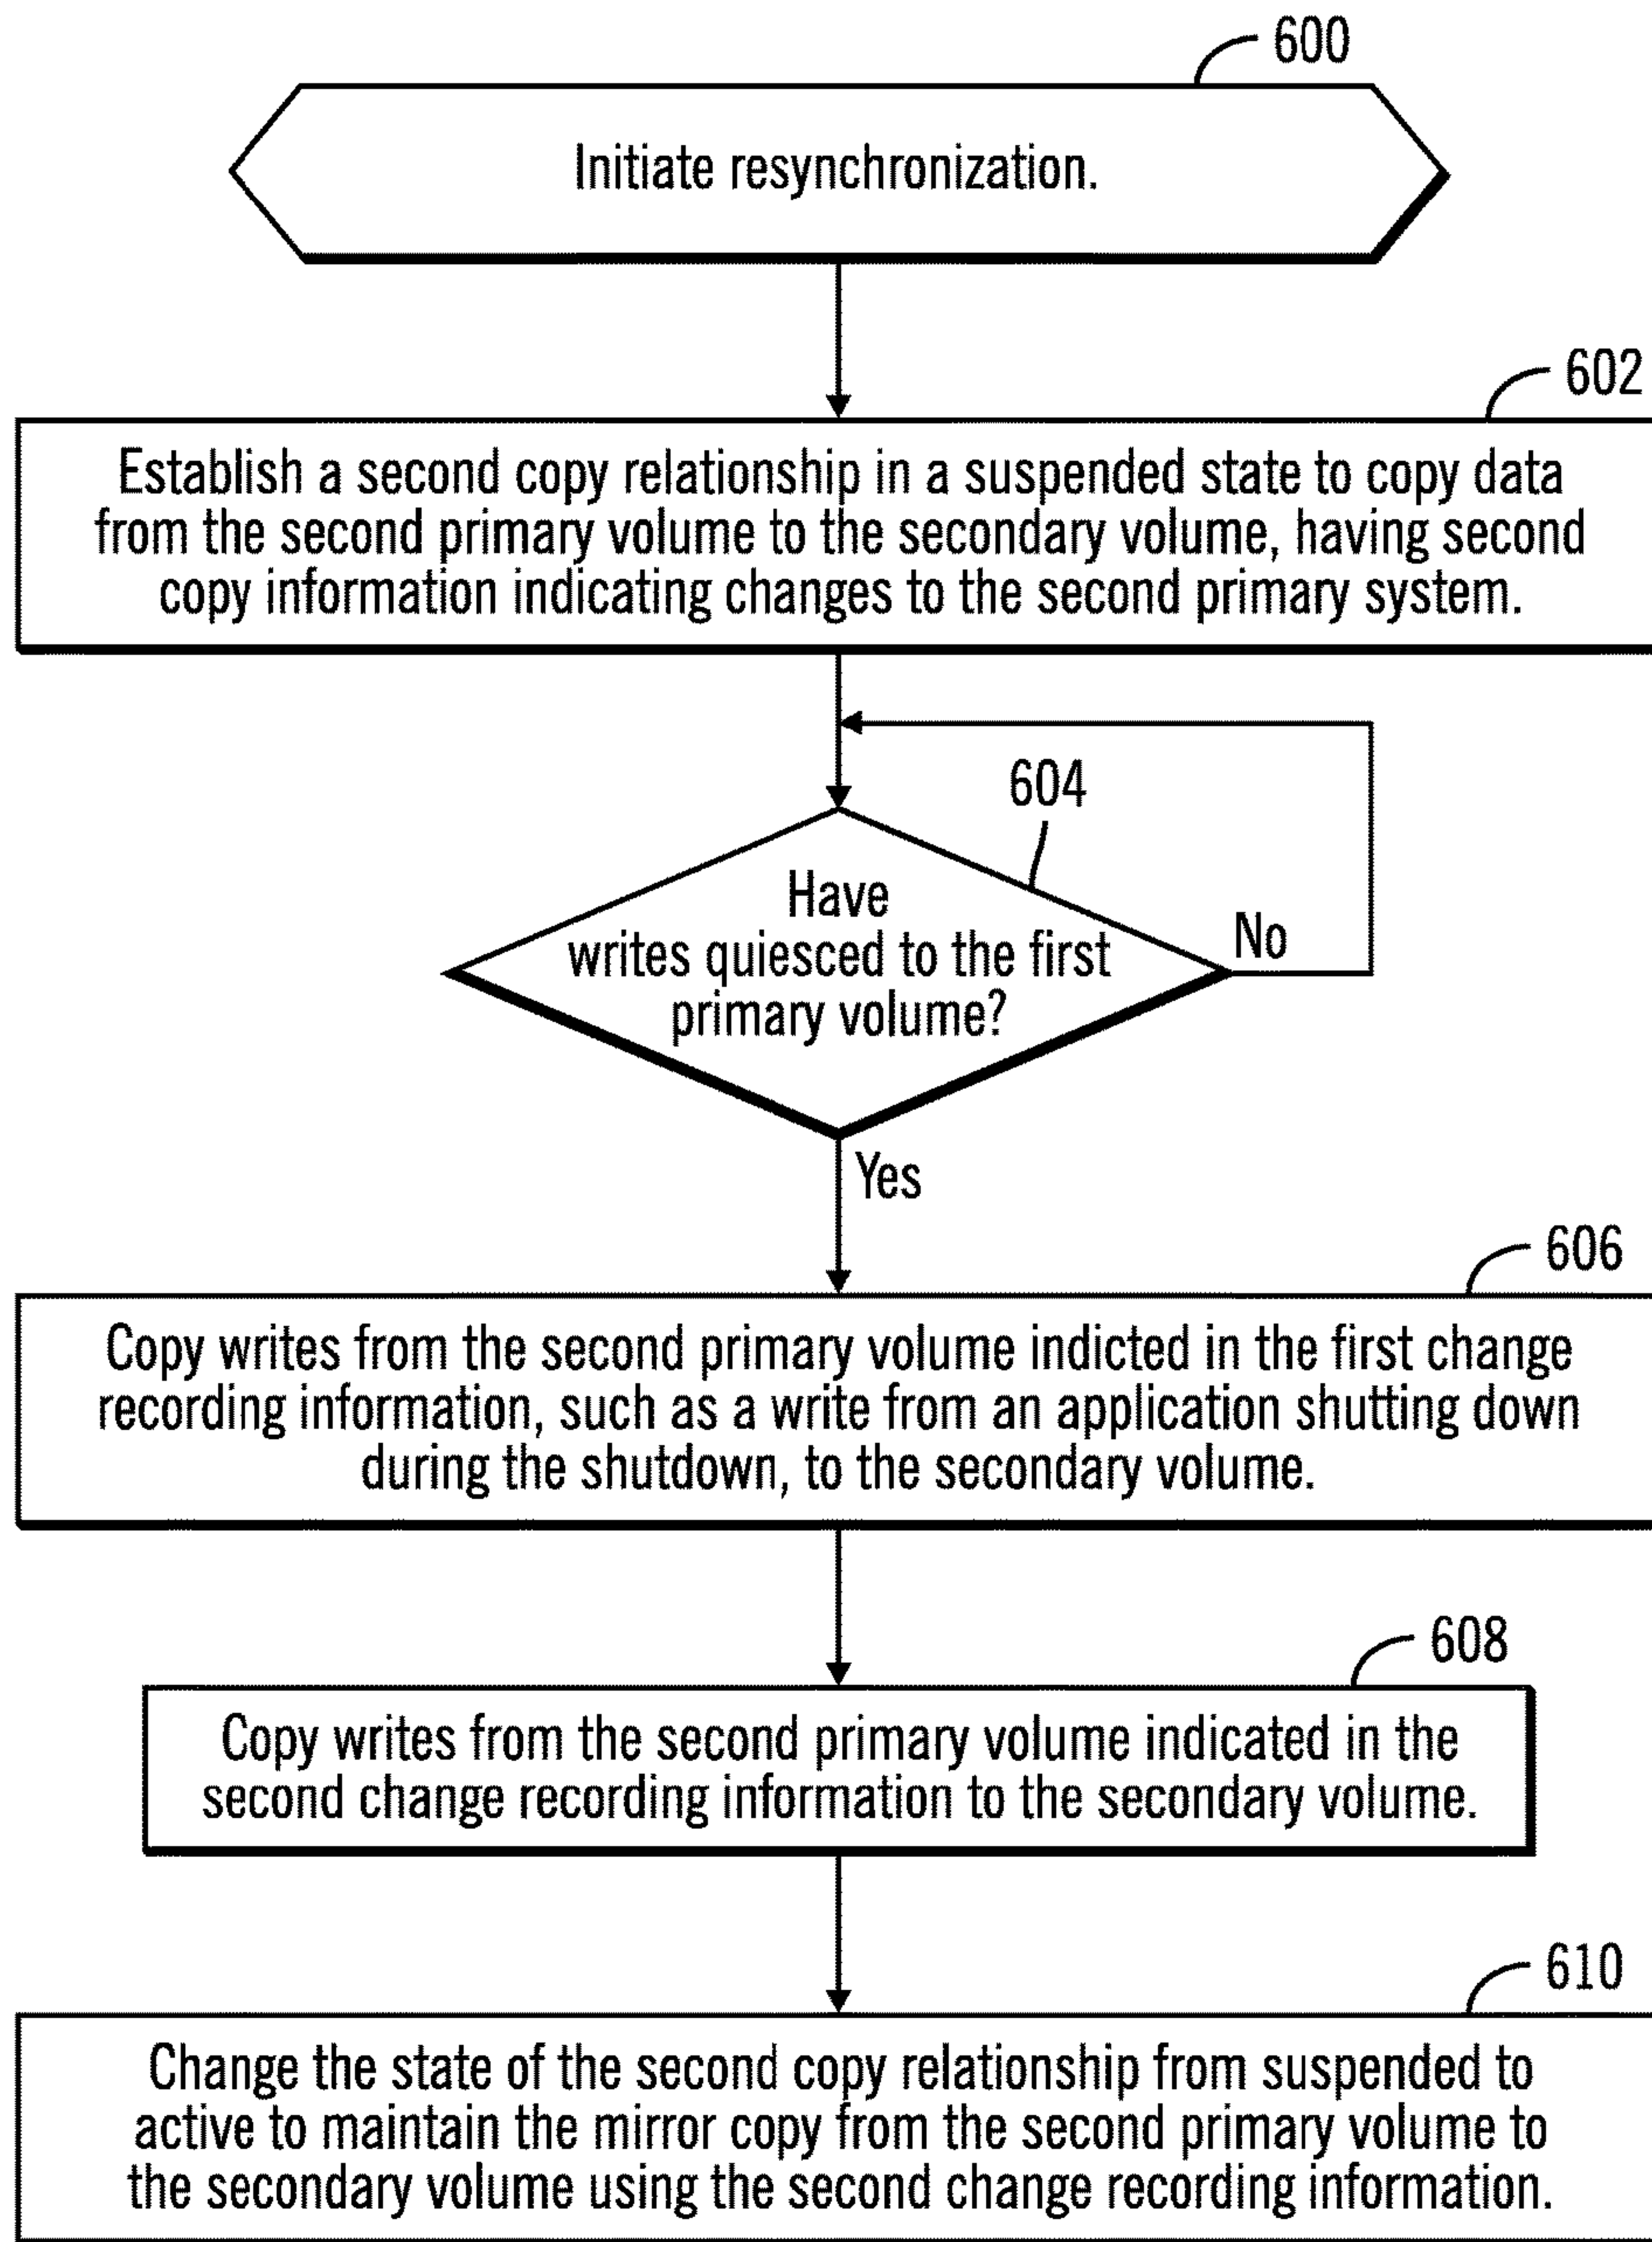 600
Initiate resynchronization.
602
Establish a second copy relationship in a suspended state to copy data
from the second primary volume to the secondary volume, having second
copy information indicating changes to the second primary system.
604
Have
writes quiesced to the first
primary volume?
No
Yes
606
Copy writes from the second primary volume indicted in the first change
recording information, such as a write from an application shutting down
during the shutdown, to the secondary volume.
608
Copy writes from the second primary volume indicated in the
second change recording information to the secondary volume.
610
Change the state of the second copy relationship from suspended to
active to maintain the mirror copy from the second primary volume to
the secondary volume using the second change recording information.